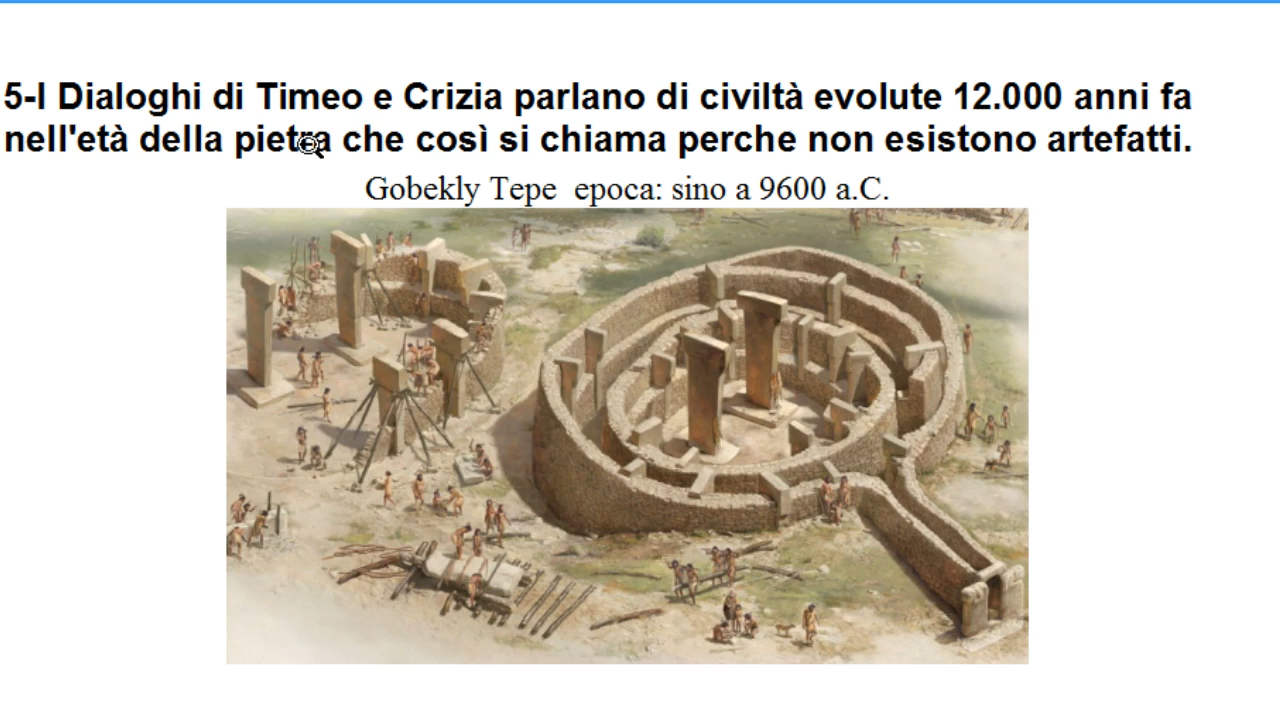 5-I Dialoghi di Timeo e Crizia parlano di civiltà evolute 12.000 anni fa
nell'età della pietra che così si chiama perche non esistono artefatti.
Gobekly Tepe epoca: sino a 9600 a.C.